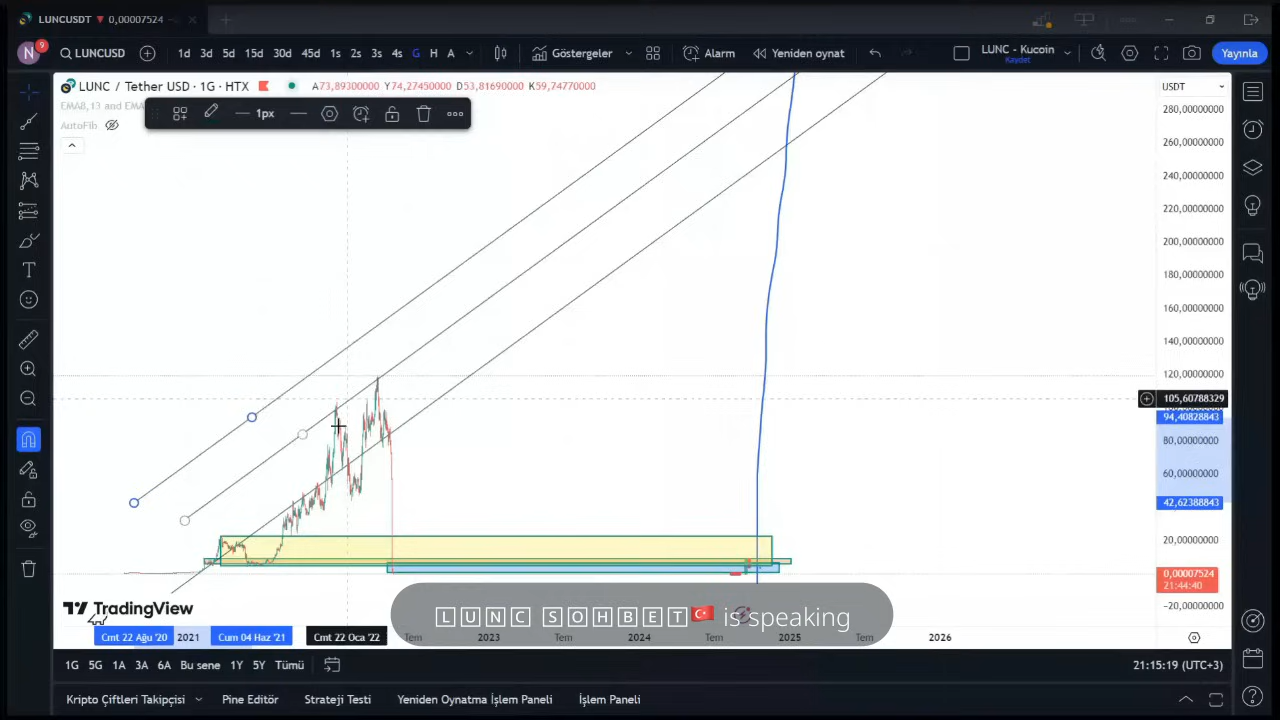 LUNCUSDT ▼ 0,00007524
N 9 LUNCUSD 1d 3d 5d 15d 30d 45d 1s 2s 3s 4s G H A Göstergeler Alarm Yeniden oynat LUNC - Kucoin Yayınla
Kaydet
LUNC / Tether USD · 1G · HTX A73,89300000 Y74,27450000 D53,81690000 K59,74770000 USDT
EMA8,13 and EMA
AutoFib
1px
280,00000000
260,00000000
240,00000000
220,00000000
200,00000000
180,00000000
160,00000000
140,00000000
120,00000000
105,60788329
94,40828843
80,00000000
60,00000000
42,62388843
20,00000000
0,00007524
21:44:40
−20,00000000
TradingView
LUNC SOHBET🇹🇷 is speaking
Cmt 22 Ağu '20 2021 Cum 04 Haz '21 Cmt 22 Oca '22 Tem 2023 Tem 2024 Tem 2025 Tem 2026
1G 5G 1A 3A 6A Bu sene 1Y 5Y Tümü 21:15:19 (UTC+3)
Kripto Çiftleri Takipçisi Pine Editör Strateji Testi Yeniden Oynatma İşlem Paneli İşlem Paneli